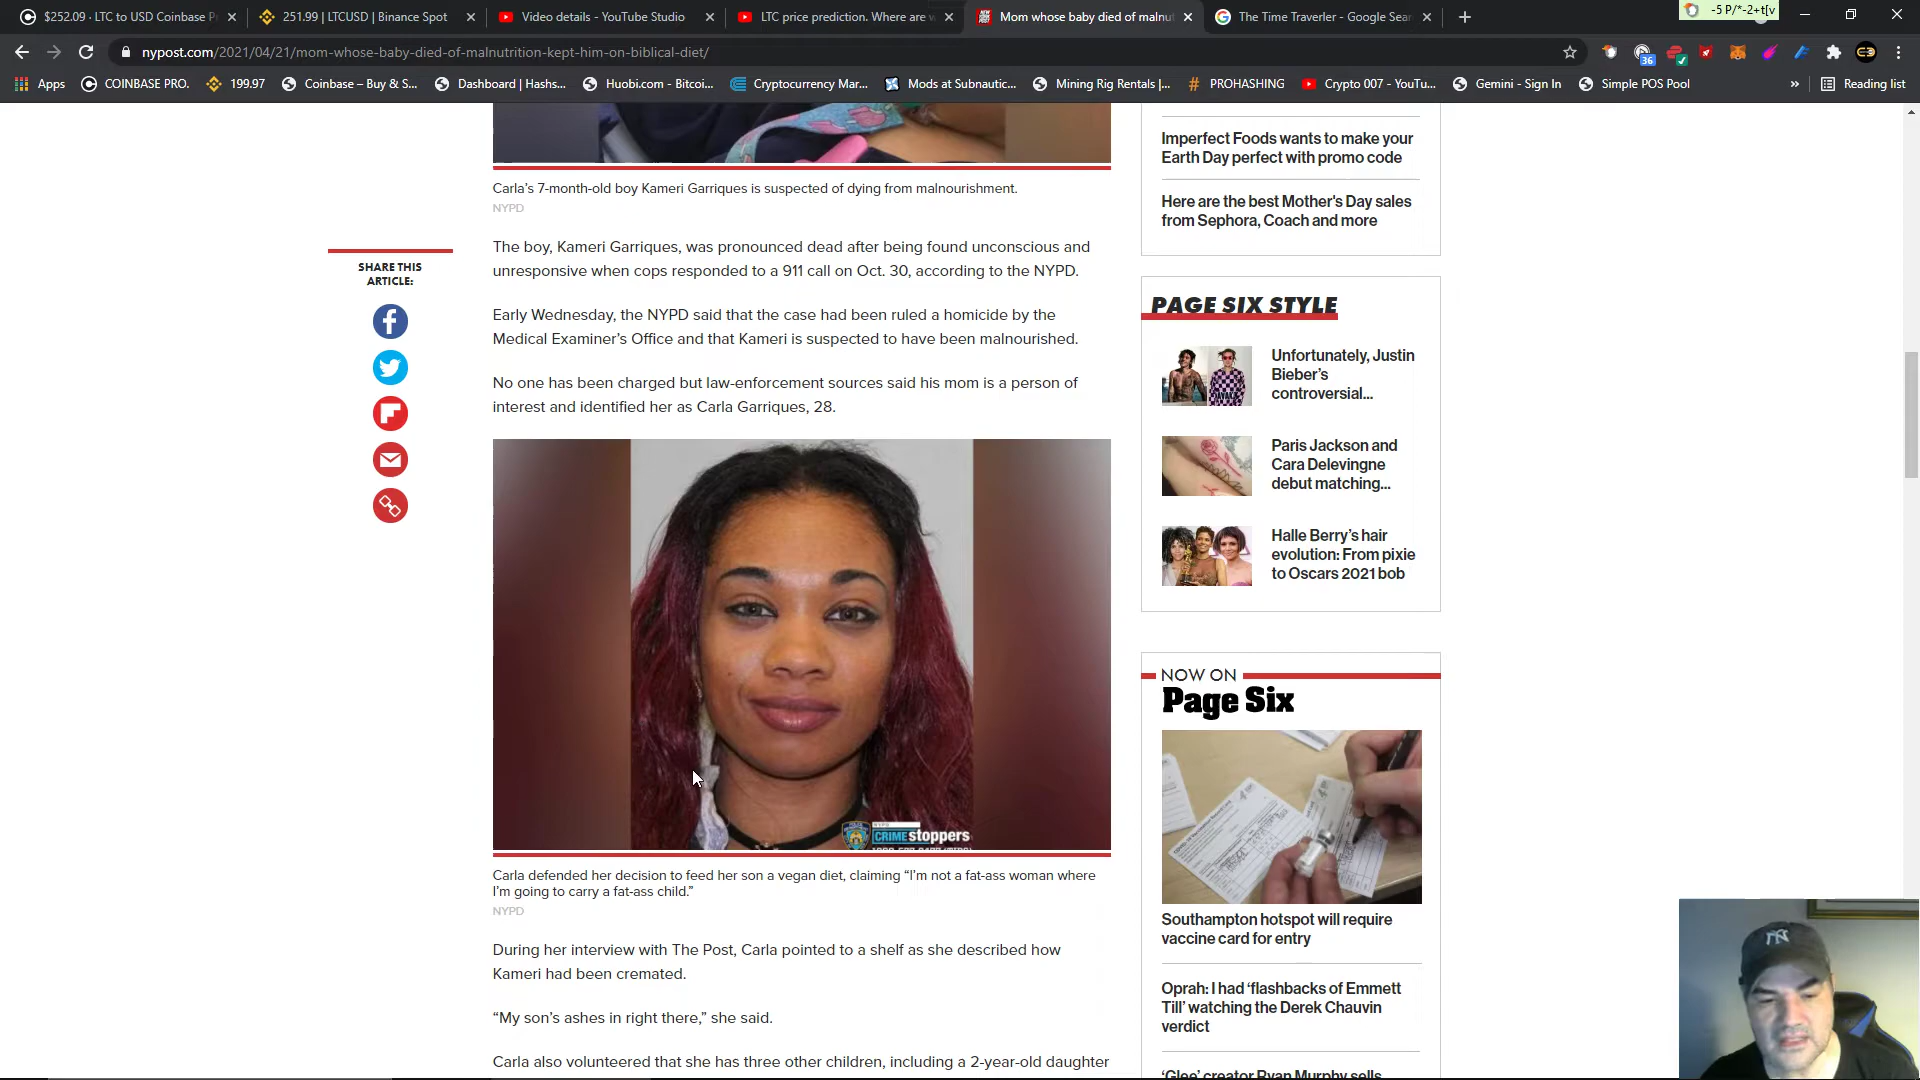 $252.09 · LTC to USD Coinbase P
251.99 | LTCUSD | Binance Spot
Video details - YouTube Studio
LTC price prediction. Where are
Mom whose baby died of malnut
The Time Traverler - Google Sear
-5 P/*-2+t[v
nypost.com/2021/04/21/mom-whose-baby-died-of-malnutrition-kept-him-on-biblical-diet/
36
Apps
COINBASE PRO.
199.97
Coinbase – Buy & S...
Dashboard | Hashs...
Huobi.com - Bitcoi...
Cryptocurrency Mar...
Mods at Subnautic...
Mining Rig Rentals |...
PROHASHING
Crypto 007 - YouTu...
Gemini - Sign In
Simple POS Pool
»
Reading list
Carla's 7-month-old boy Kameri Garriques is suspected of dying from malnourishment.
NYPD
The boy, Kameri Garriques, was pronounced dead after being found unconscious and
unresponsive when cops responded to a 911 call on Oct. 30, according to the NYPD.
Early Wednesday, the NYPD said that the case had been ruled a homicide by the
Medical Examiner's Office and that Kameri is suspected to have been malnourished.
No one has been charged but law-enforcement sources said his mom is a person of
interest and identified her as Carla Garriques, 28.
SHARE THIS
ARTICLE:
CRIMEstoppers
Carla defended her decision to feed her son a vegan diet, claiming “I’m not a fat-ass woman where
I’m going to carry a fat-ass child.”
NYPD
During her interview with The Post, Carla pointed to a shelf as she described how
Kameri had been cremated.
“My son’s ashes in right there,” she said.
Carla also volunteered that she has three other children, including a 2-year-old daughter
Imperfect Foods wants to make your
Earth Day perfect with promo code
Here are the best Mother's Day sales
from Sephora, Coach and more
PAGE SIX STYLE
Unfortunately, Justin
Bieber’s
controversial...
Paris Jackson and
Cara Delevingne
debut matching...
Halle Berry’s hair
evolution: From pixie
to Oscars 2021 bob
NOW ON
Page Six
Southampton hotspot will require
vaccine card for entry
Oprah: I had ‘flashbacks of Emmett
Till’ watching the Derek Chauvin
verdict
‘Glee’ creator Ryan Murphy sells